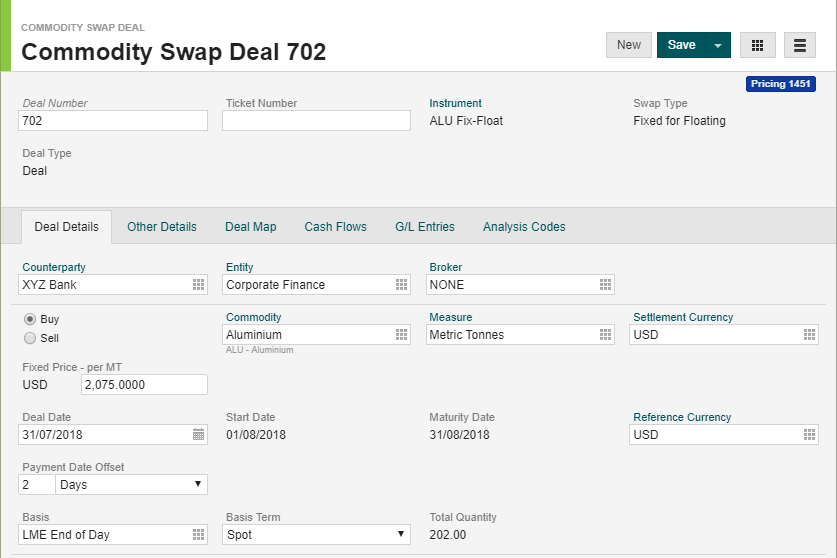 COMMODITY SWAP DEAL
Commodity Swap Deal 702
New Save
Pricing 1451
Deal Number Ticket Number Instrument Swap Type
702 ALU Fix-Float Fixed for Floating
Deal Type
Deal
Deal Details Other Details Deal Map Cash Flows G/L Entries Analysis Codes
Counterparty Entity Broker
XYZ Bank Corporate Finance NONE
Buy Commodity Measure Settlement Currency
Aluminium Metric Tonnes USD
Sell
ALU - Aluminium
Fixed Price - per MT
USD 2,075.0000
Deal Date Start Date Maturity Date Reference Currency
31/07/2018 01/08/2018 31/08/2018 USD
Payment Date Offset
2 Days
Basis Basis Term Total Quantity
LME End of Day Spot 202.00